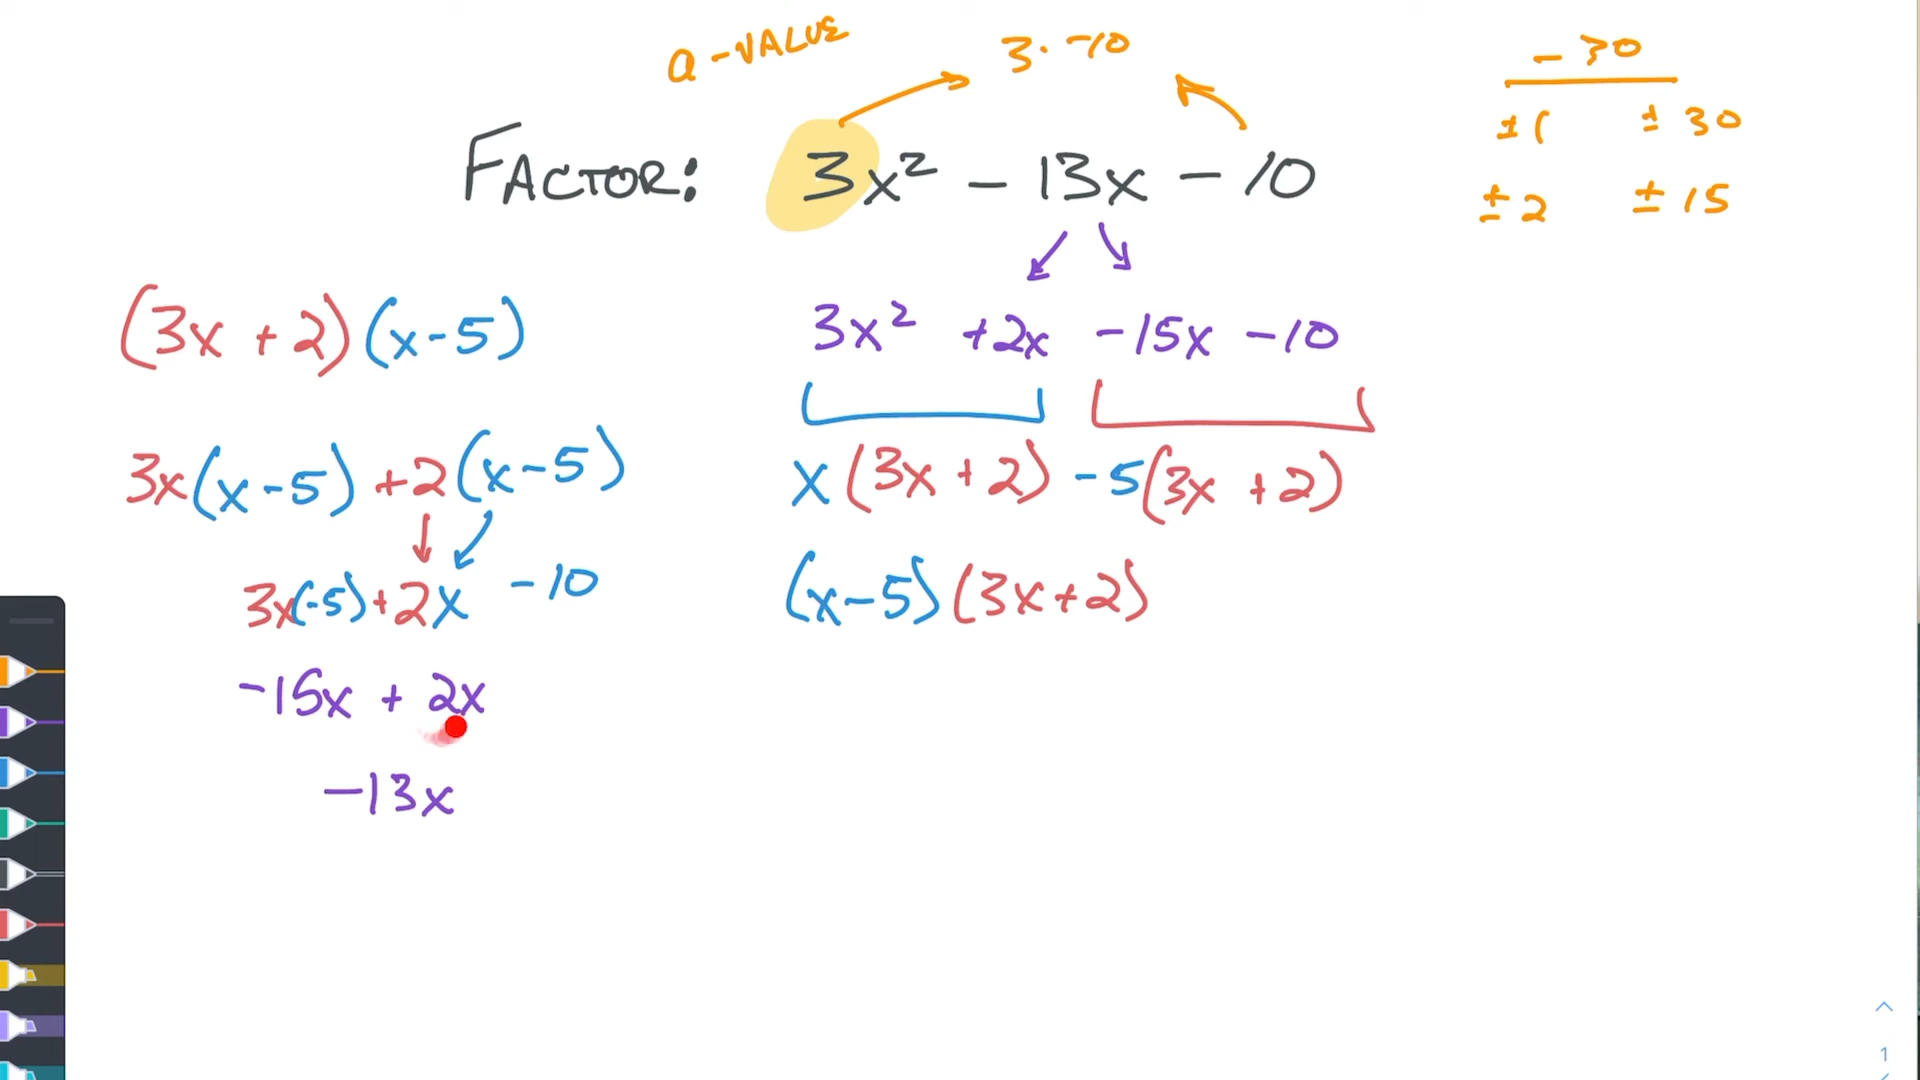 a-VALUE
3·-10
-30
±1 ±30
±2 ±15
FACTOR: 3x² - 13x - 10
(3x + 2)(x-5)
3x(x-5) +2(x-5)
3x(-5)+2x -10
-15x + 2x
-13x
3x² +2x -15x -10
x(3x + 2) -5(3x +2)
(x-5)(3x+2)
1